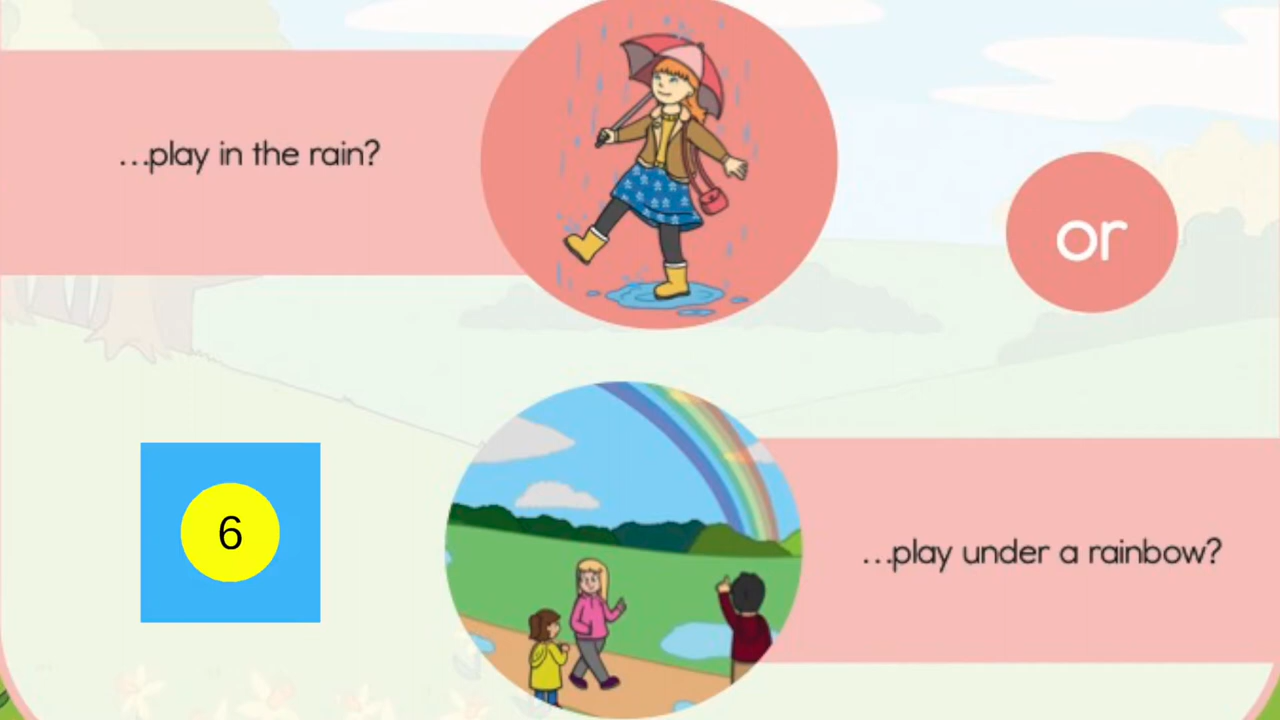 ...play in the rain?
or
6
...play under a rainbow?